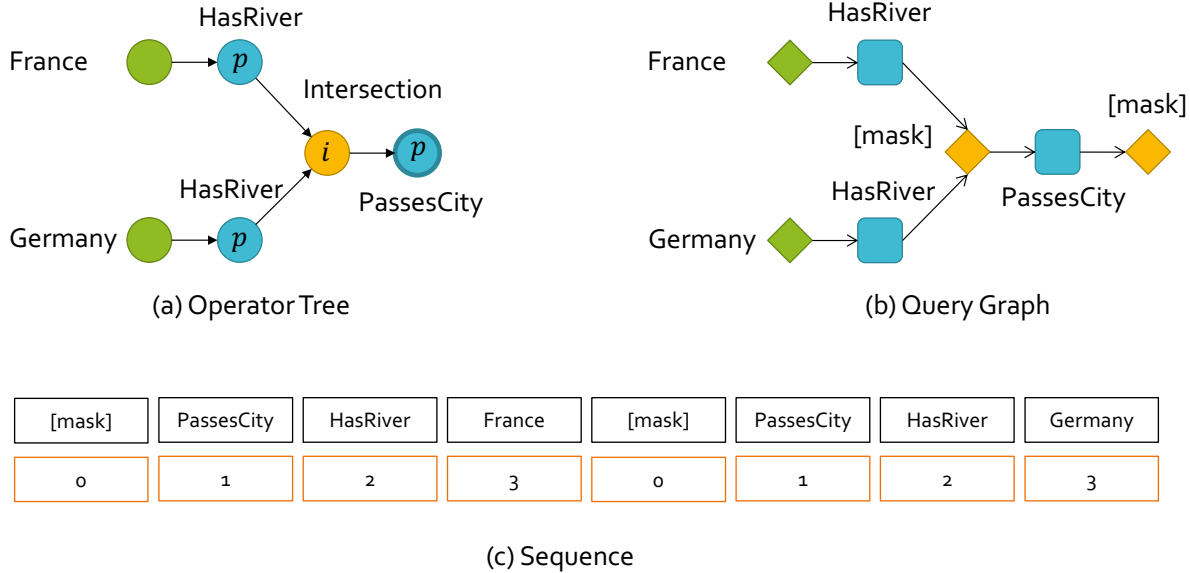 HasRiver
France
p
Intersection
i
p
HasRiver
PassesCity
Germany
p
(a) Operator Tree
HasRiver
France
[mask]
[mask]
HasRiver
PassesCity
Germany
(b) Query Graph
[mask] PassesCity HasRiver France [mask] PassesCity HasRiver Germany
0 1 2 3 0 1 2 3
(c) Sequence